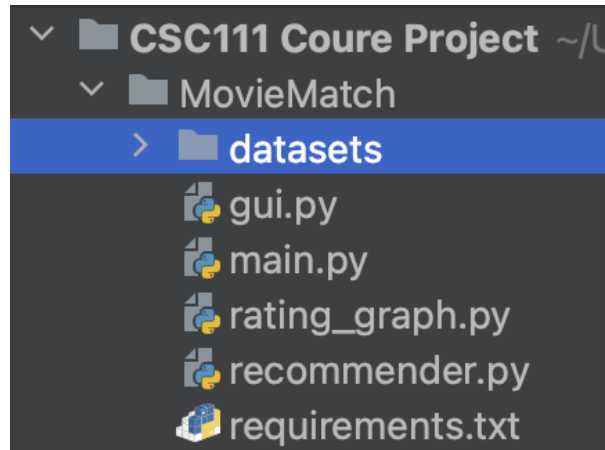 CSC111 Coure Project ~/
MovieMatch
datasets
gui.py
main.py
rating_graph.py
recommender.py
requirements.txt